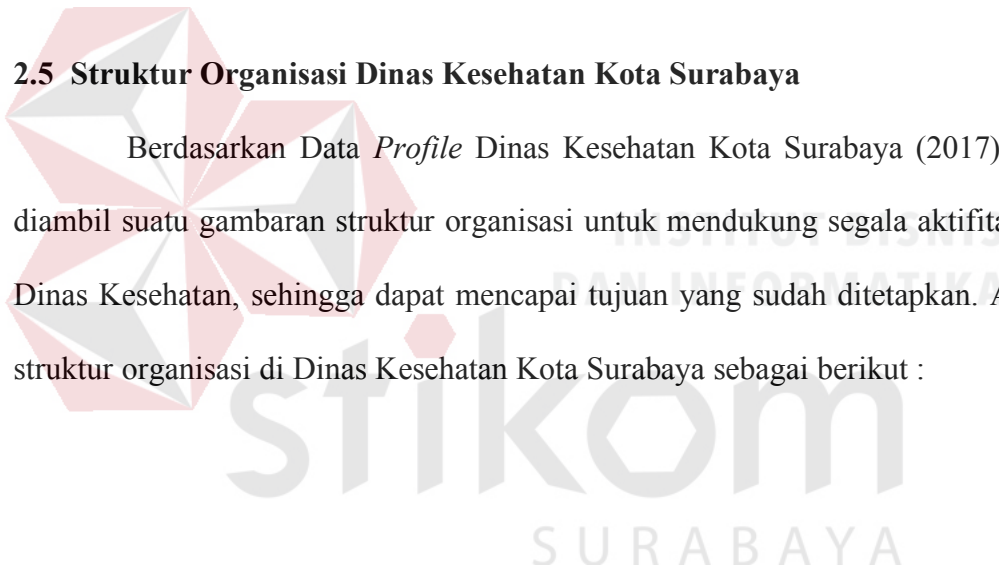 2.5 Struktur Organisasi Dinas Kesehatan Kota Surabaya
Berdasarkan Data Profile Dinas Kesehatan Kota Surabaya (2017)
diambil suatu gambaran struktur organisasi untuk mendukung segala aktifita
INSTITUT BISNIS
Dinas Kesehatan, sehingga dapat mencapai tujuan yang sudah ditetapkan. A
DAN INFORMATIKA
struktur organisasi di Dinas Kesehatan Kota Surabaya sebagai berikut :
stikom
SURABAYA